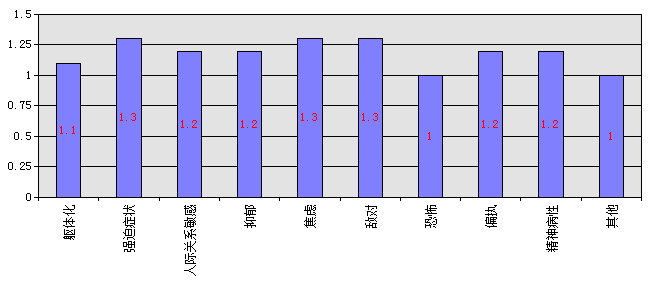 1.5
1.25
1
0.75
0.5
0.25
0
1.1
1.3
1.2
1.2
1.3
1.3
1
1.2
1.2
1
躯体化
强迫症状
人际关系敏感
抑郁
焦虑
敌对
恐怖
偏执
精神病性
其他